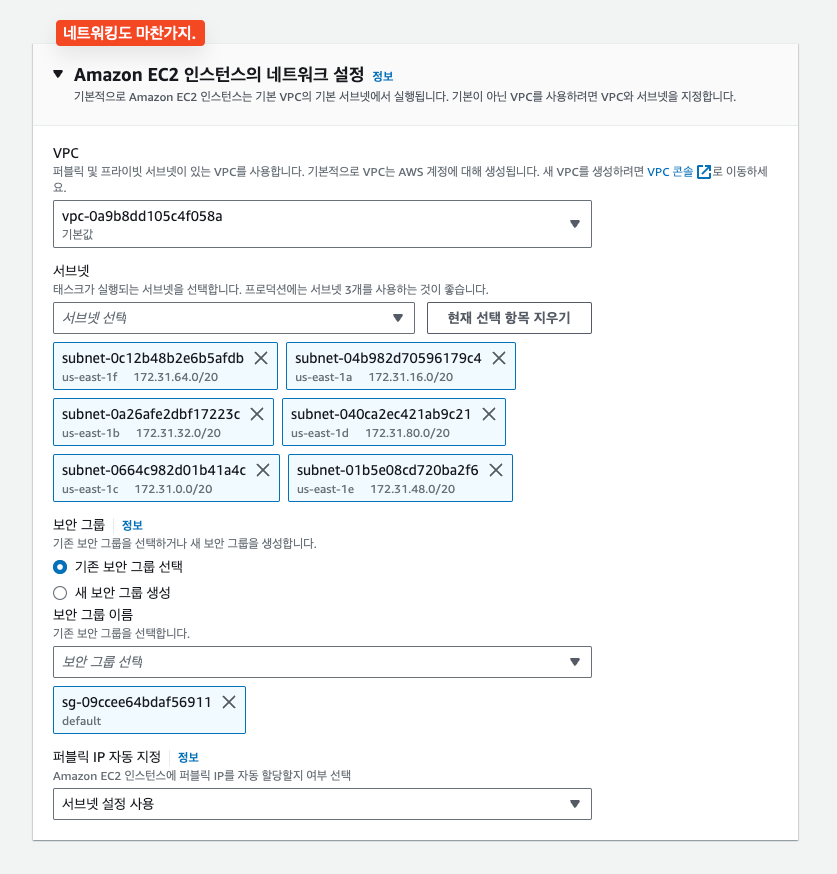 네트워킹도 마찬가지.
Amazon EC2 인스턴스의 네트워크 설정 정보
기본적으로 Amazon EC2 인스턴스는 기본 VPC의 기본 서브넷에서 실행됩니다. 기본이 아닌 VPC를 사용하려면 VPC와 서브넷을 지정합니다.
VPC
퍼블릭 및 프라이빗 서브넷이 있는 VPC를 사용합니다. 기본적으로 VPC는 AWS 계정에 대해 생성됩니다. 새 VPC를 생성하려면 VPC 콘솔로 이동하세
요.
vpc-0a9b8dd105c4f058a
기본값
서브넷
태스크가 실행되는 서브넷을 선택합니다. 프로덕션에는 서브넷 3개를 사용하는 것이 좋습니다.
서브넷 선택 현재 선택 항목 지우기
subnet-0c12b48b2e6b5afdb subnet-04b982d70596179c4
us-east-1f 172.31.64.0/20 us-east-1a 172.31.16.0/20
subnet-0a26afe2dbf17223c subnet-040ca2ec421ab9c21
us-east-1b 172.31.32.0/20 us-east-1d 172.31.80.0/20
subnet-0664c982d01b41a4c subnet-01b5e08cd720ba2f6
us-east-1c 172.31.0.0/20 us-east-1e 172.31.48.0/20
보안 그룹 정보
기존 보안 그룹을 선택하거나 새 보안 그룹을 생성합니다.
기존 보안 그룹 선택
새 보안 그룹 생성
보안 그룹 이름
기존 보안 그룹을 선택합니다.
보안 그룹 선택
sg-09ccee64bdaf56911
default
퍼블릭 IP 자동 지정 정보
Amazon EC2 인스턴스에 퍼블릭 IP를 자동 할당할지 여부 선택
서브넷 설정 사용